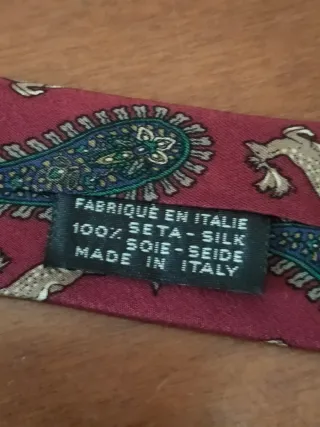 FABRIQUÉ EN ITALIE
100% SETA - SILK
SOIE - SEIDE
MADE IN ITALY